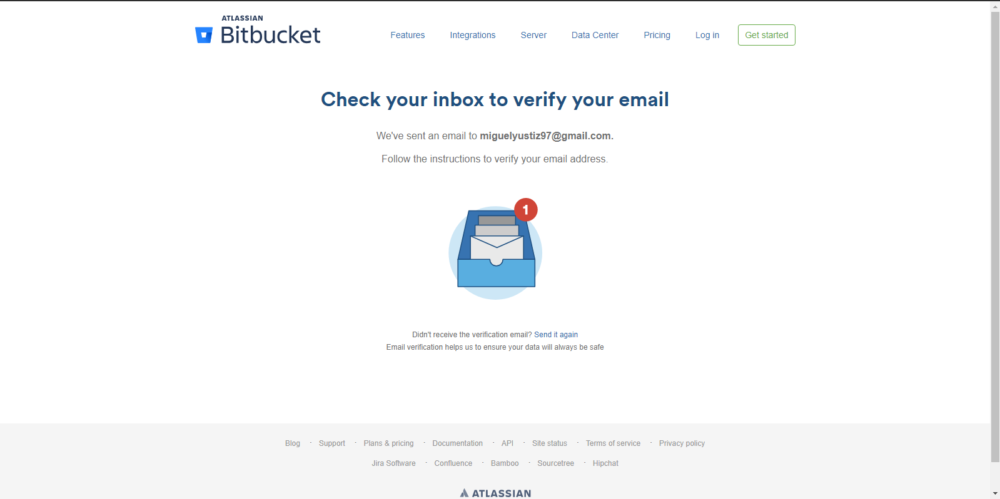 ATLASSIAN
Bitbucket
Features Integrations Server Data Center Pricing Log in Get started
Check your inbox to verify your email
We've sent an email to miguelyustiz97@gmail.com.
Follow the instructions to verify your email address.
1
Didn't receive the verification email? Send it again
Email verification helps us to ensure your data will always be safe
Blog · Support · Plans & pricing · Documentation · API · Site status · Terms of service · Privacy policy
Jira Software · Confluence · Bamboo · Sourcetree · Hipchat
ATLASSIAN